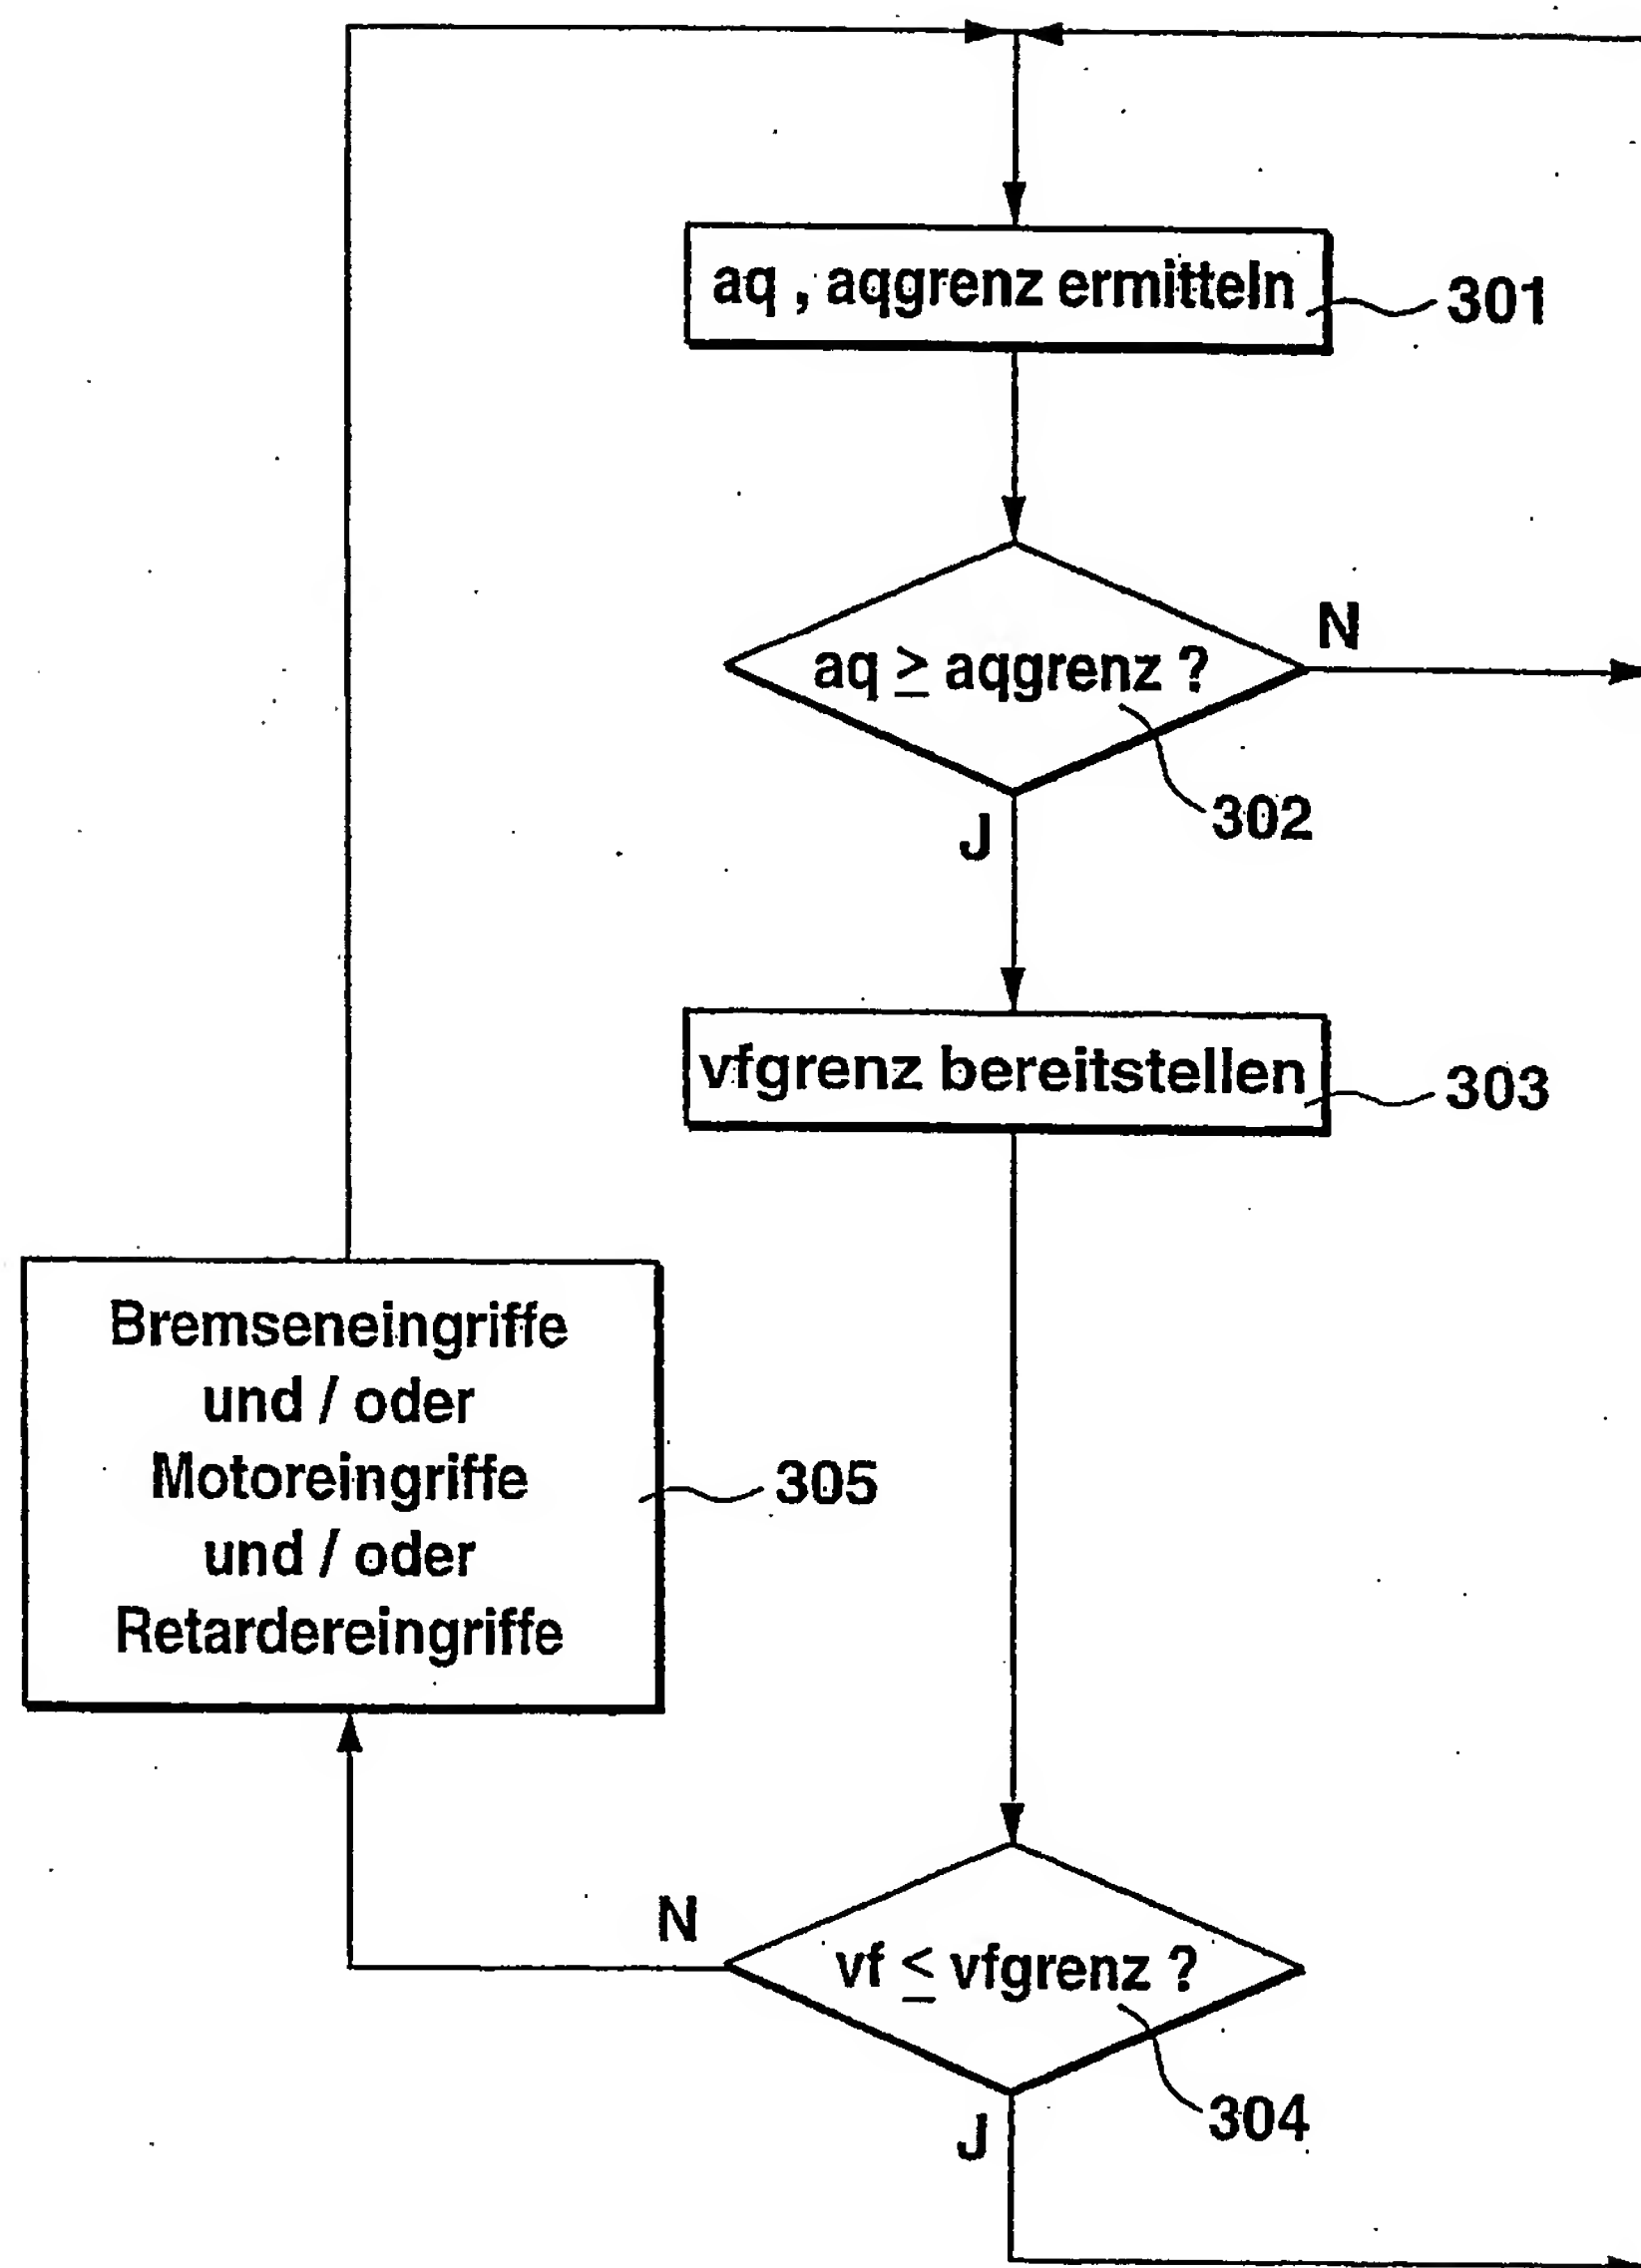 aq , aqgrenz ermitteln
301
aq ≥ aqgrenz ?
N
302
J
vfgrenz bereitstellen
303
Bremseneingriffe
und / oder
Motoreingriffe
und / oder
Retardereingriffe
305
N
vf ≤ vfgrenz ?
304
J